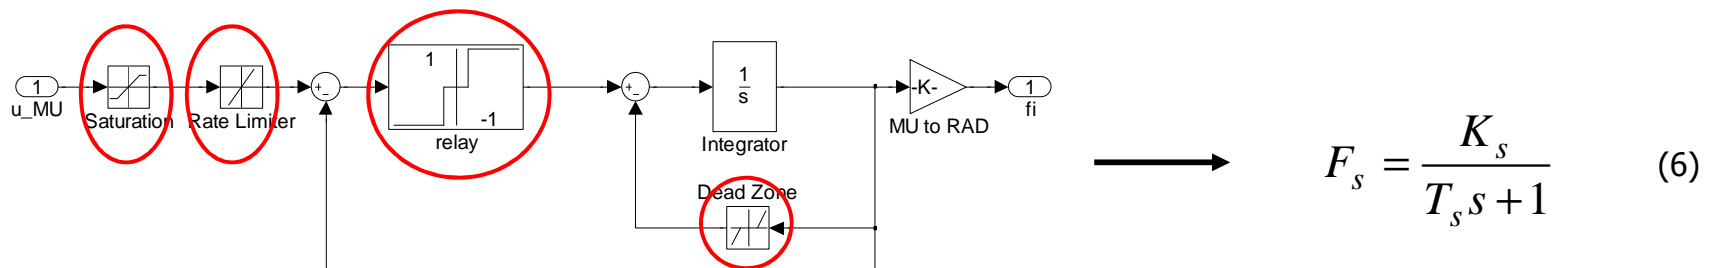 1
u_MU
Saturation
Rate Limiter
+
-
1
-1
relay
+
-
1
s
Integrator
-K-
MU to RAD
1
fi
Dead Zone
F_s = K_s / (T_s s + 1) (6)